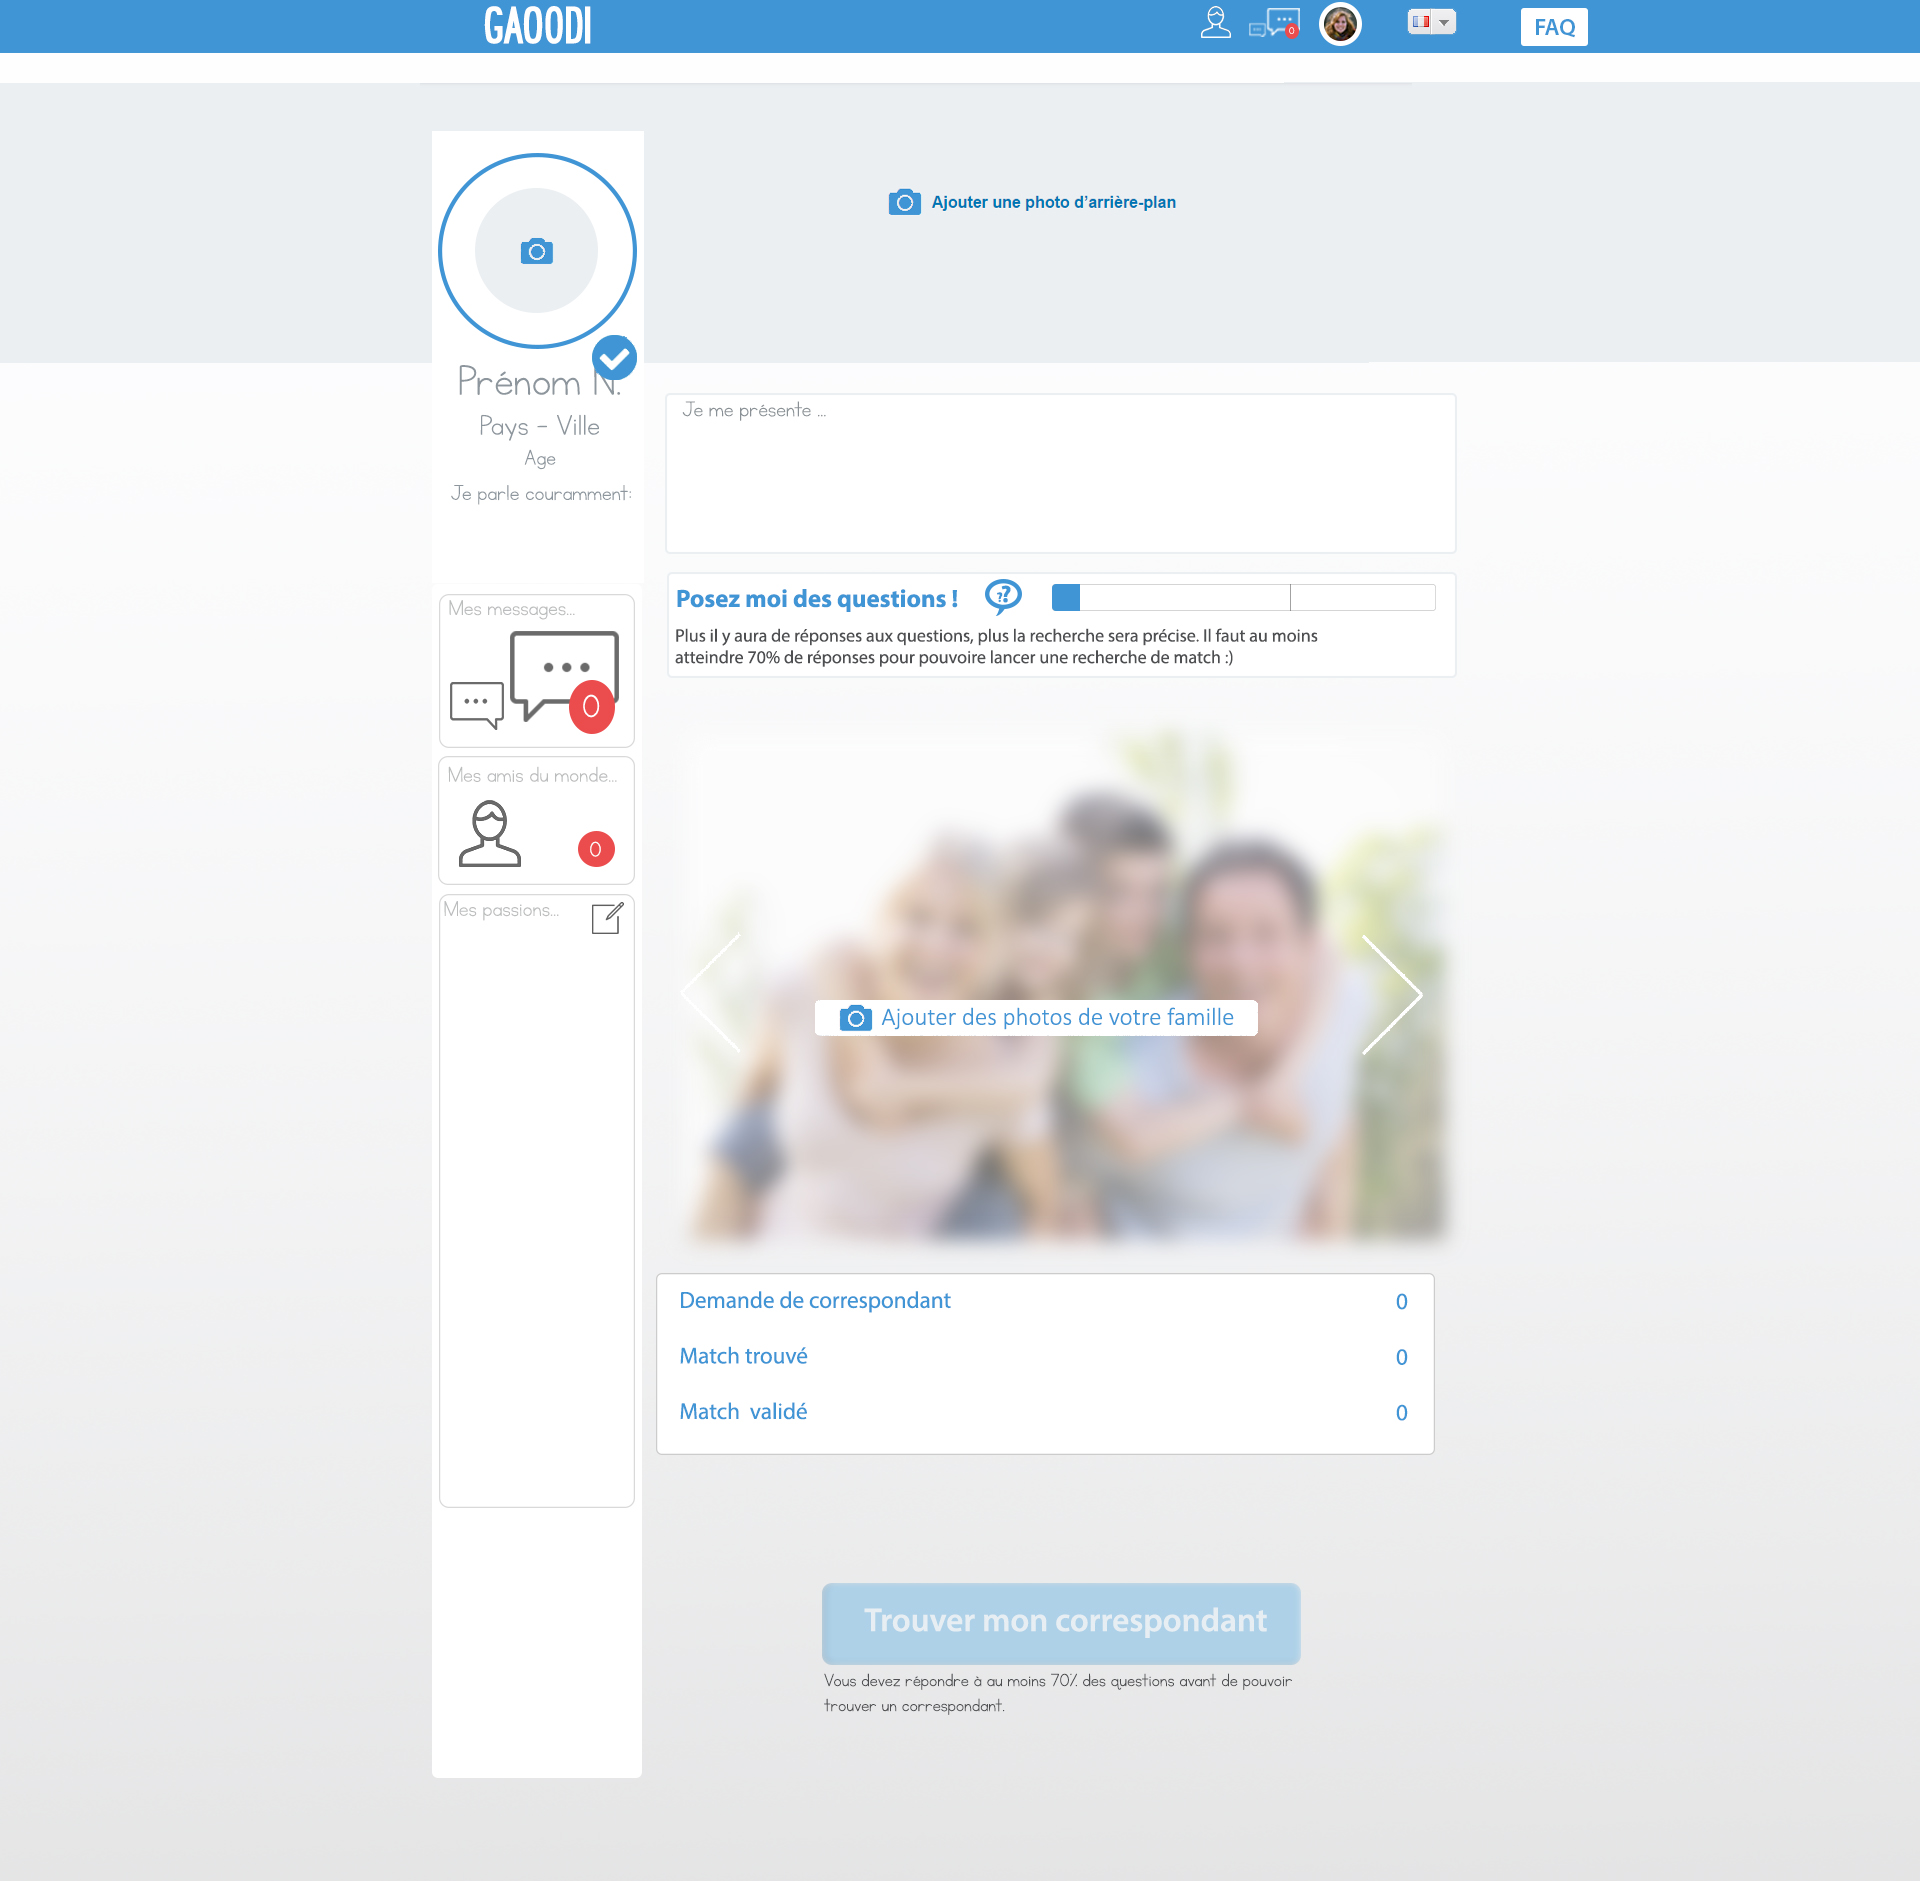 GAOODI
0
FAQ
Ajouter une photo d'arrière-plan
Prénom N.
Pays - Ville
Age
Je parle couramment:
Je me présente ...
Posez moi des questions !
??
Plus il y aura de réponses aux questions, plus la recherche sera précise. Il faut au moins
atteindre 70% de réponses pour pouvoire lancer une recherche de match :)
Mes messages...
0
Mes amis du monde...
0
Mes passions...
Ajouter des photos de votre famille
Demande de correspondant 0
Match trouvé 0
Match validé 0
Trouver mon correspondant
Vous devez répondre à au moins 70% des questions avant de pouvoir
trouver un correspondant.